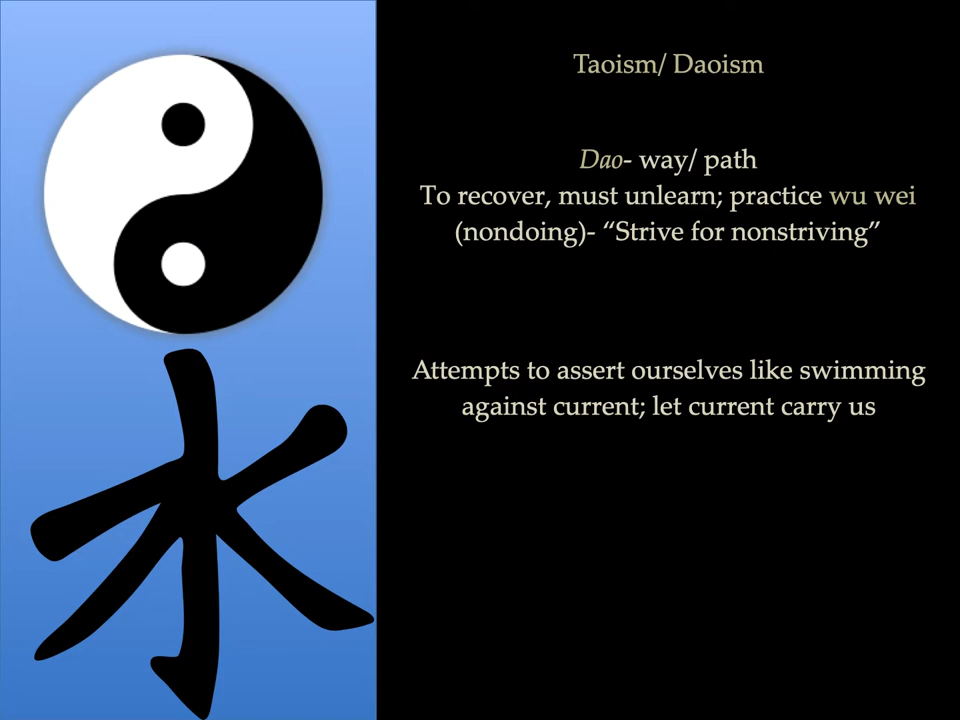 Taoism/ Daoism
Dao- way/ path
To recover, must unlearn; practice wu wei
(nondoing)- “Strive for nonstriving”
Attempts to assert ourselves like swimming
against current; let current carry us
水